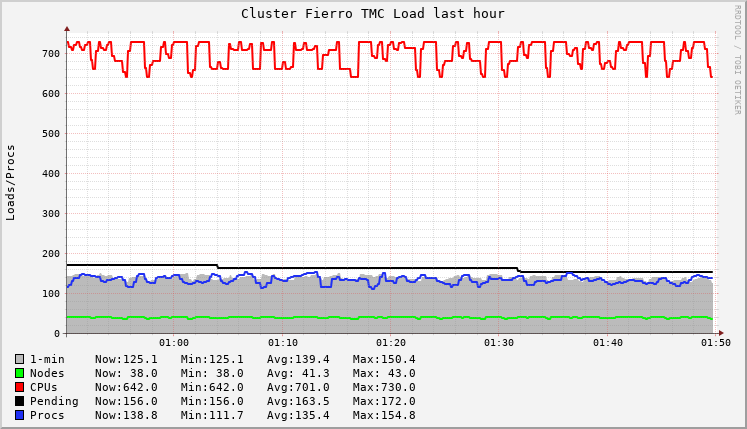 Cluster Fierro TMC Load last hour
RRDTOOL / TOBI OETIKER
Loads/Procs
700
600
500
400
300
200
100
0
01:00 01:10 01:20 01:30 01:40 01:50
1-min Now:125.1 Min:125.1 Avg:139.4 Max:150.4
Nodes Now: 38.0 Min: 38.0 Avg: 41.3 Max: 43.0
CPUs Now:642.0 Min:642.0 Avg:701.0 Max:730.0
Pending Now:156.0 Min:156.0 Avg:163.5 Max:172.0
Procs Now:138.8 Min:111.7 Avg:135.4 Max:154.8